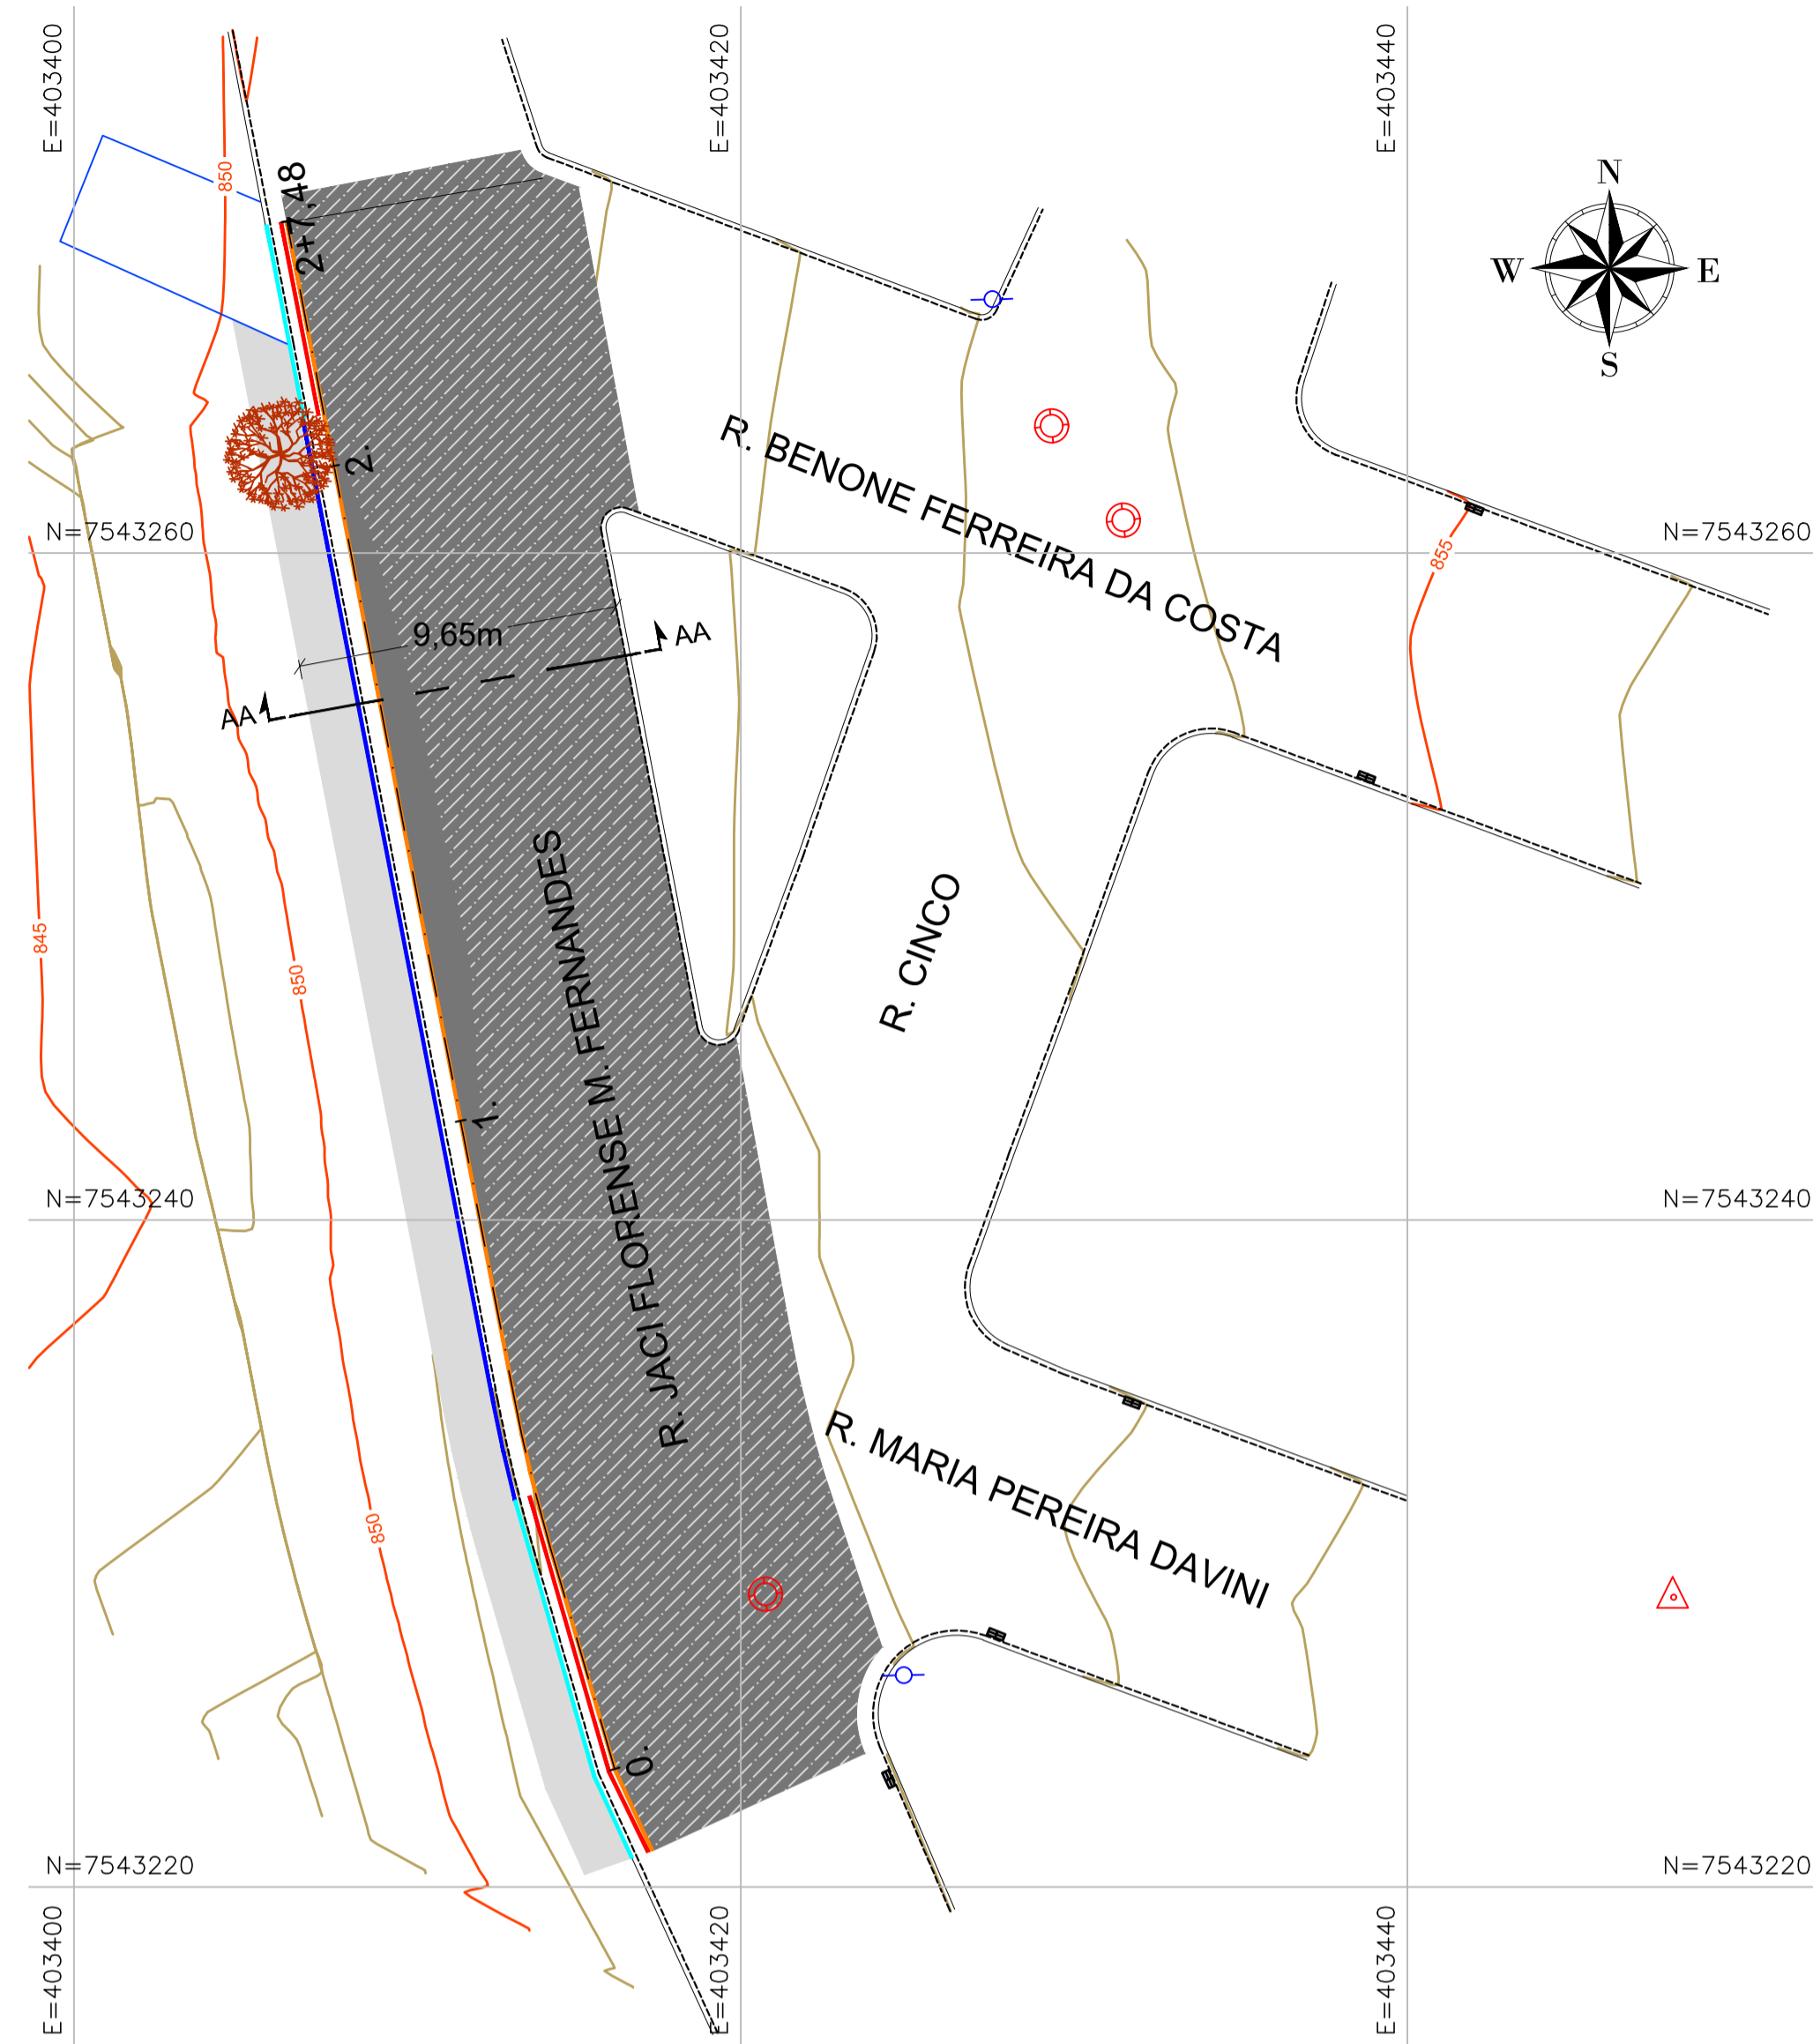 E=403400
E=403420
E=403440
N
W
E
S
850
2+7,48
2.
R. BENONE FERREIRA DA COSTA
N=7543260
N=7543260
855
9,65m
AA
AA
R. JACI FLORENSE M. FERNANDES
R. CINCO
845
850
1.
N=7543240
N=7543240
R. MARIA PEREIRA DAVINI
850
0.
N=7543220
N=7543220
E=403400
E=403420
E=403440